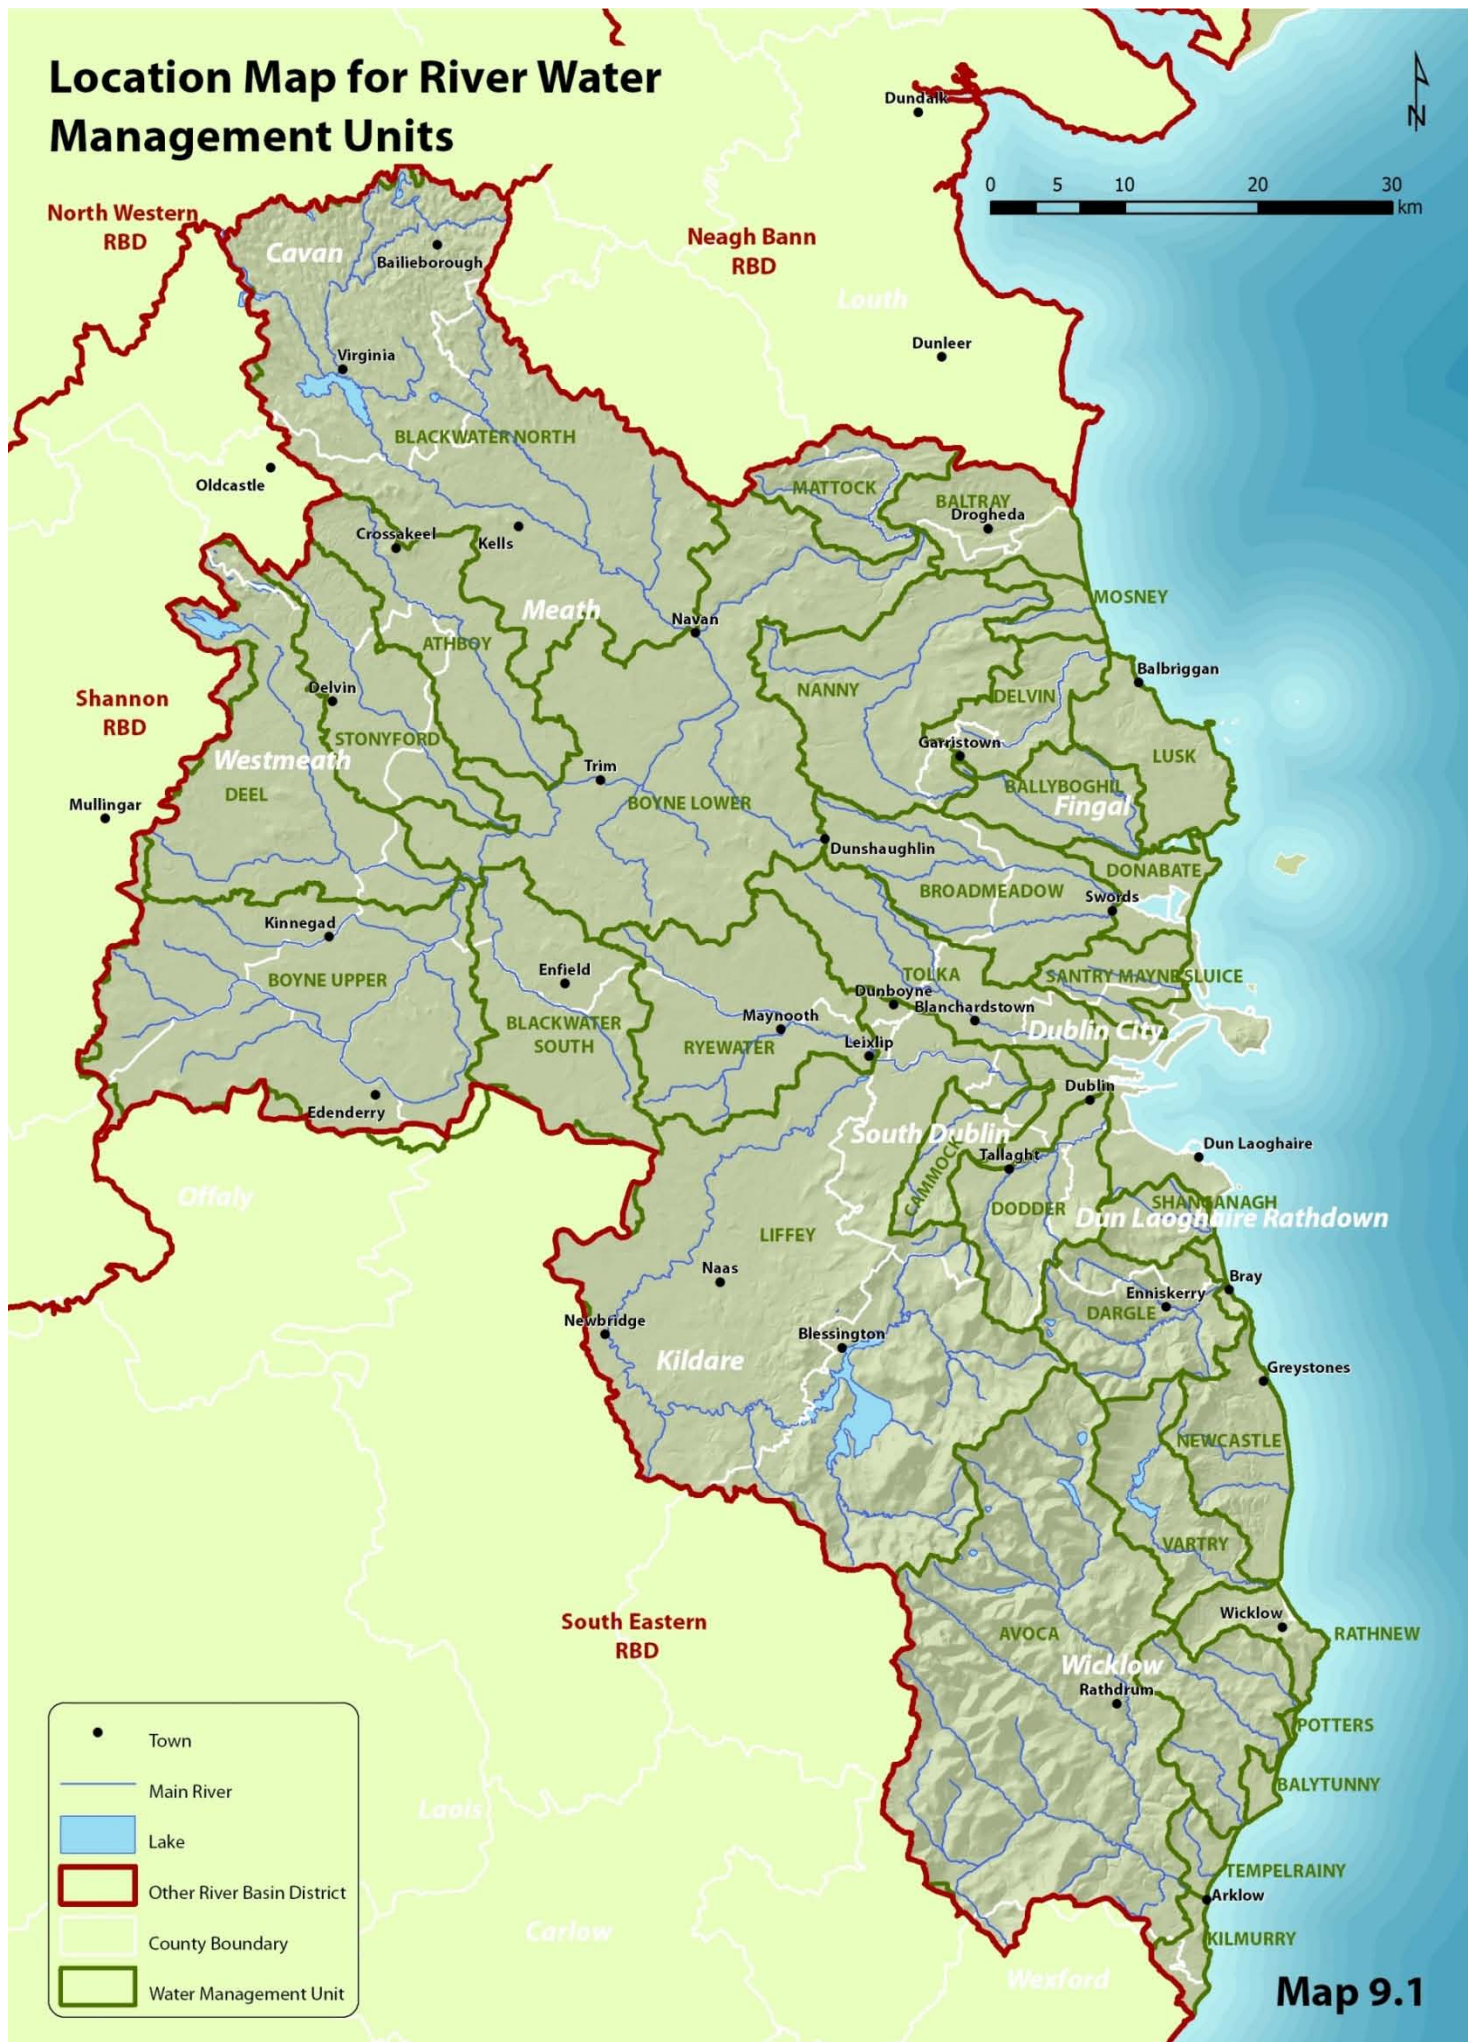 Location Map for River Water
Management Units
N
0 5 10 20 30
km
Dundalk
North Western
RBD
Neagh Bann
RBD
Cavan
Bailieborough
Louth
Dunleer
Virginia
BLACKWATER NORTH
Oldcastle
MATTOCK
BALTRAY
Drogheda
Crossakeel
Kells
MOSNEY
Meath
Navan
ATHBOY
Balbriggan
Shannon
RBD
Delvin
NANNY
DELVIN
STONYFORD
Garristown
LUSK
Westmeath
Trim
DEEL
BOYNE LOWER
BALLYBOGHIL
Fingal
Mullingar
Dunshaughlin
DONABATE
BROADMEADOW
Swords
Kinnegad
Enfield
TOLKA
SANTRY MAYNE SLUICE
BOYNE UPPER
Dunboyne
Blanchardstown
BLACKWATER
SOUTH
Maynooth
Dublin City
RYEWATER
Leixlip
Dublin
Edenderry
South Dublin
Dun Laoghaire
Tallaght
CAMMOCK
Offaly
DODDER
SHANGANAGH
Dun Laoghaire Rathdown
LIFFEY
Naas
Bray
Enniskerry
DARGLE
Newbridge
Blessington
Kildare
Greystones
NEWCASTLE
VARTRY
South Eastern
RBD
Wicklow
AVOCA
RATHNEW
Wicklow
Rathdrum
POTTERS
BALYTUNNY
Laois
TEMPELRAINY
Arklow
Carlow
KILMURRY
Wexford
Town
Main River
Lake
Other River Basin District
County Boundary
Water Management Unit
Map 9.1